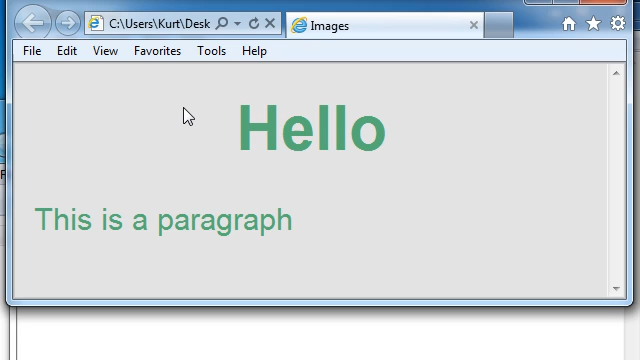 C:\Users\Kurt\Desk
Images
File Edit View Favorites Tools Help
Hello
This is a paragraph
F